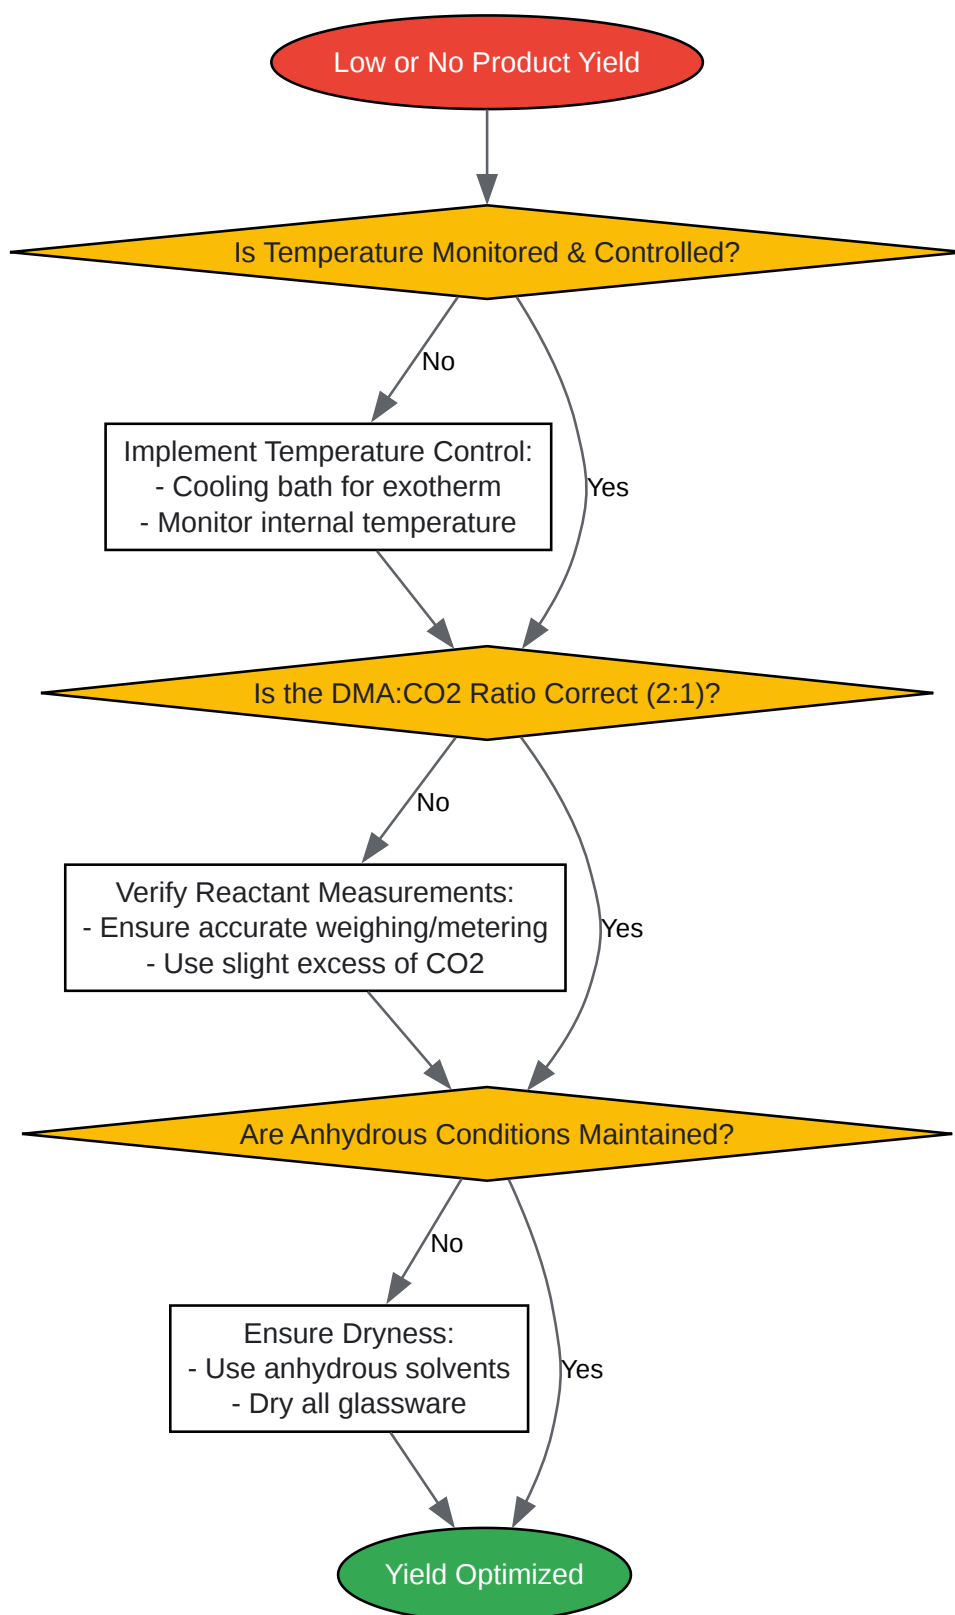 Low or No Product Yield
Is Temperature Monitored & Controlled?
No
Implement Temperature Control:
- Cooling bath for exotherm
- Monitor internal temperature
Yes
Is the DMA:CO2 Ratio Correct (2:1)?
No
Verify Reactant Measurements:
- Ensure accurate weighing/metering
- Use slight excess of CO2
Yes
Are Anhydrous Conditions Maintained?
No
Ensure Dryness:
- Use anhydrous solvents
- Dry all glassware
Yes
Yield Optimized